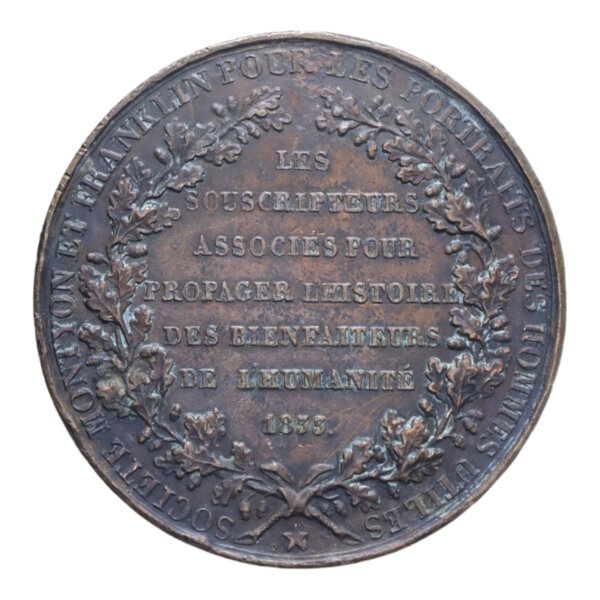 SOCIETE MONTYON ET FRANKLIN POUR LES PORTRAITS DES HOMMES UTILES
LES
SOUSCRIPTEURS
ASSOCIÉS POUR
PROPAGER L'HISTOIRE
DES BIENFAITEURS
DE L'HUMANITÉ
1833.